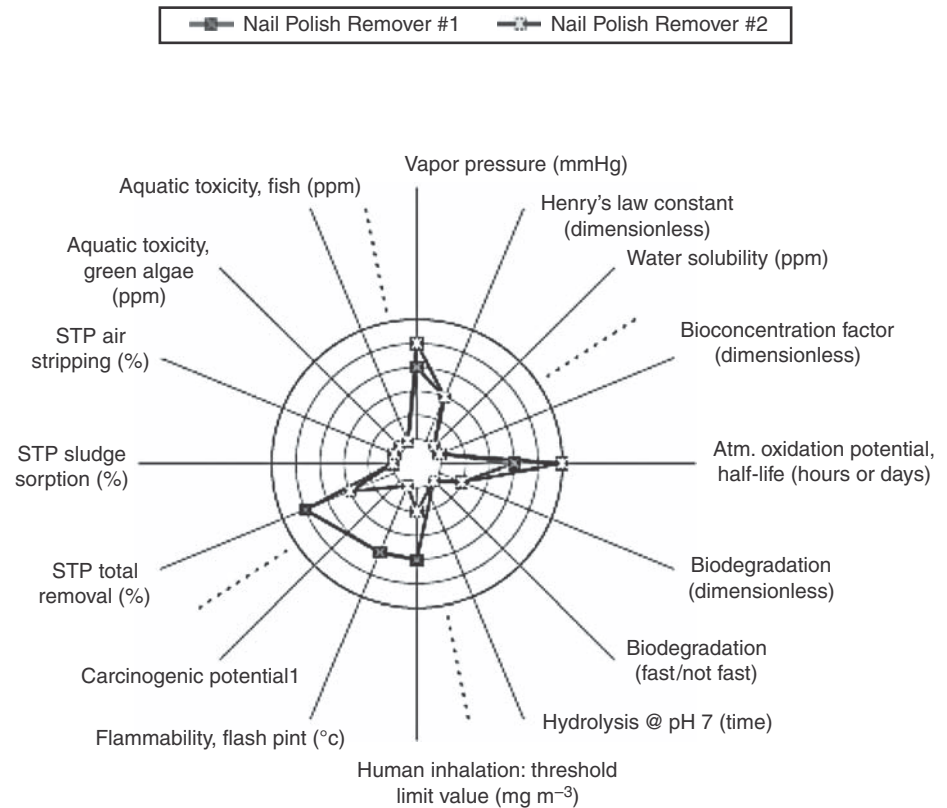 Nail Polish Remover #1 Nail Polish Remover #2
Vapor pressure (mmHg)
Henry's law constant
(dimensionless)
Water solubility (ppm)
Bioconcentration factor
(dimensionless)
Atm. oxidation potential,
half-life (hours or days)
Biodegradation
(dimensionless)
Biodegradation
(fast/not fast)
Hydrolysis @ pH 7 (time)
Human inhalation: threshold
limit value (mg m–3)
Flammability, flash pint (°c)
Carcinogenic potential1
STP total
removal (%)
STP sludge
sorption (%)
STP air
stripping (%)
Aquatic toxicity,
green algae
(ppm)
Aquatic toxicity, fish (ppm)